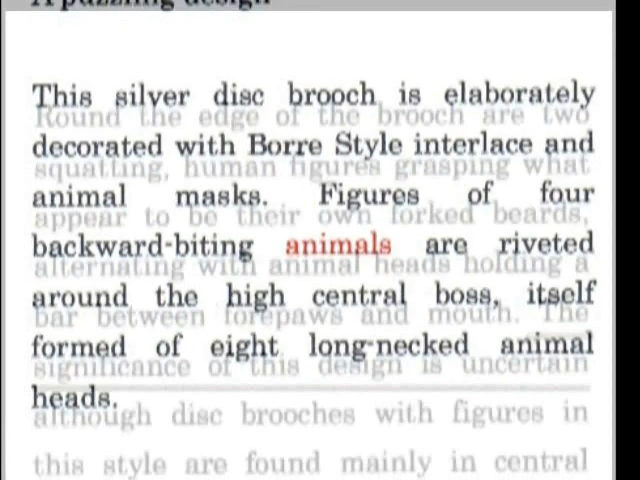 A puzzling design
This silver disc brooch is elaborately
Round the edge of the brooch are two
decorated with Borre Style interlace and
squatting, human figures grasping what
animal masks. Figures of four
appear to be their own forked beards,
backward-biting animals are riveted
alternating with animal heads holding a
around the high central boss, itself
bar between forepaws and mouth. The
formed of eight long-necked animal
significance of this design is uncertain
heads.
although disc brooches with figures in
this style are found mainly in central